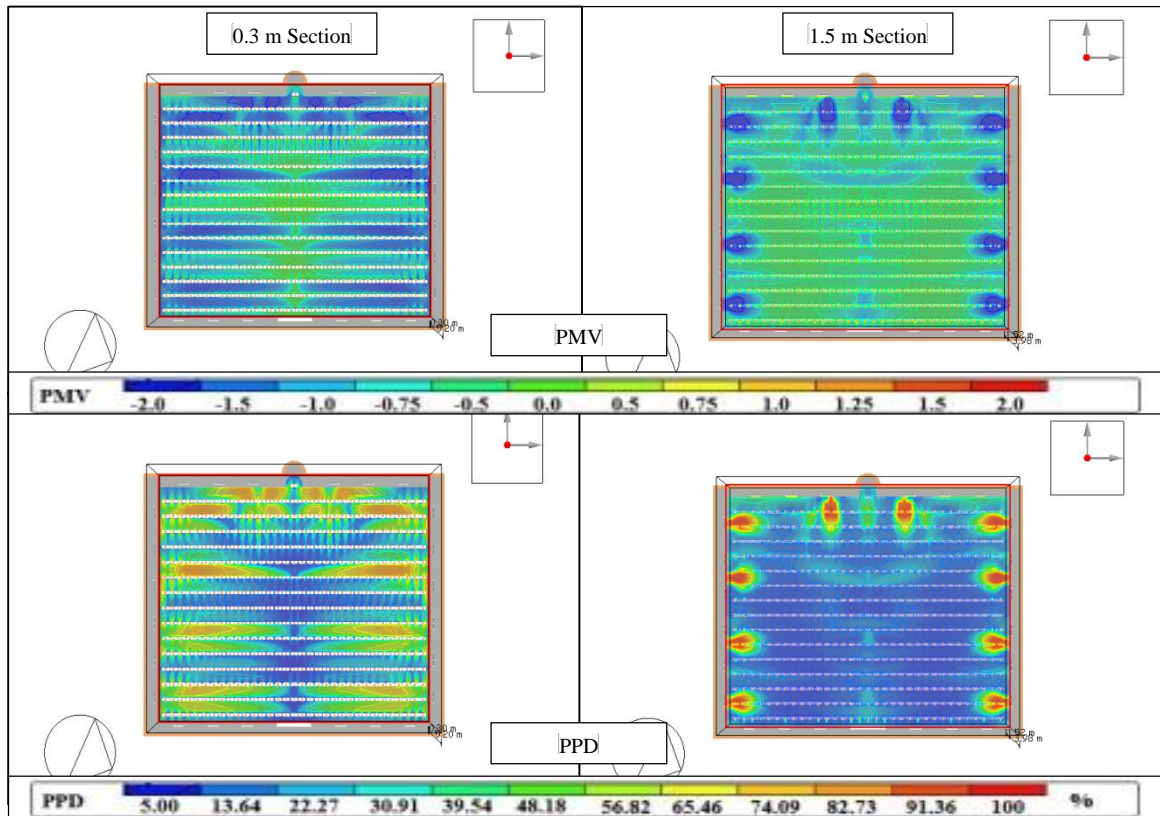 0.3 m Section
1.5 m Section
PMV
PMV -2.0 -1.5 -1.0 -0.75 -0.5 0.0 0.5 0.75 1.0 1.25 1.5 2.0
PPD
PPD 5.00 13.64 22.27 30.91 39.54 48.18 56.82 65.46 74.09 82.73 91.36 100 %